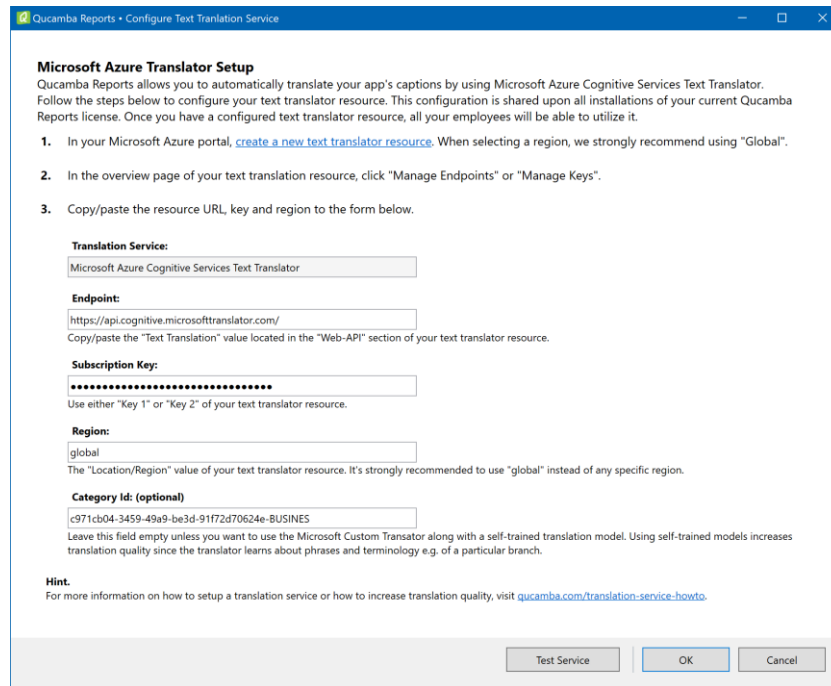 Qucamba Reports • Configure Text Tranlation Service
Microsoft Azure Translator Setup
Qucamba Reports allows you to automatically translate your app's captions by using Microsoft Azure Cognitive Services Text Translator.
Follow the steps below to configure your text translator resource. This configuration is shared upon all installations of your current Qucamba
Reports license. Once you have a configured text translator resource, all your employees will be able to utilize it.
1. In your Microsoft Azure portal, create a new text translator resource. When selecting a region, we strongly recommend using "Global".
2. In the overview page of your text translation resource, click "Manage Endpoints" or "Manage Keys".
3. Copy/paste the resource URL, key and region to the form below.
Translation Service:
Microsoft Azure Cognitive Services Text Translator
Endpoint:
https://api.cognitive.microsofttranslator.com/
Copy/paste the "Text Translation" value located in the "Web-API" section of your text translator resource.
Subscription Key:
••••••••••••••••••••••••••••••••
Use either "Key 1" or "Key 2" of your text translator resource.
Region:
global
The "Location/Region" value of your text translator resource. It's strongly recommended to use "global" instead of any specific region.
Category Id: (optional)
c971cb04-3459-49a9-be3d-91f72d70624e-BUSINES
Leave this field empty unless you want to use the Microsoft Custom Transator along with a self-trained translation model. Using self-trained models increases
translation quality since the translator learns about phrases and terminology e.g. of a particular branch.
Hint.
For more information on how to setup a translation service or how to increase translation quality, visit qucamba.com/translation-service-howto.
Test Service
OK
Cancel